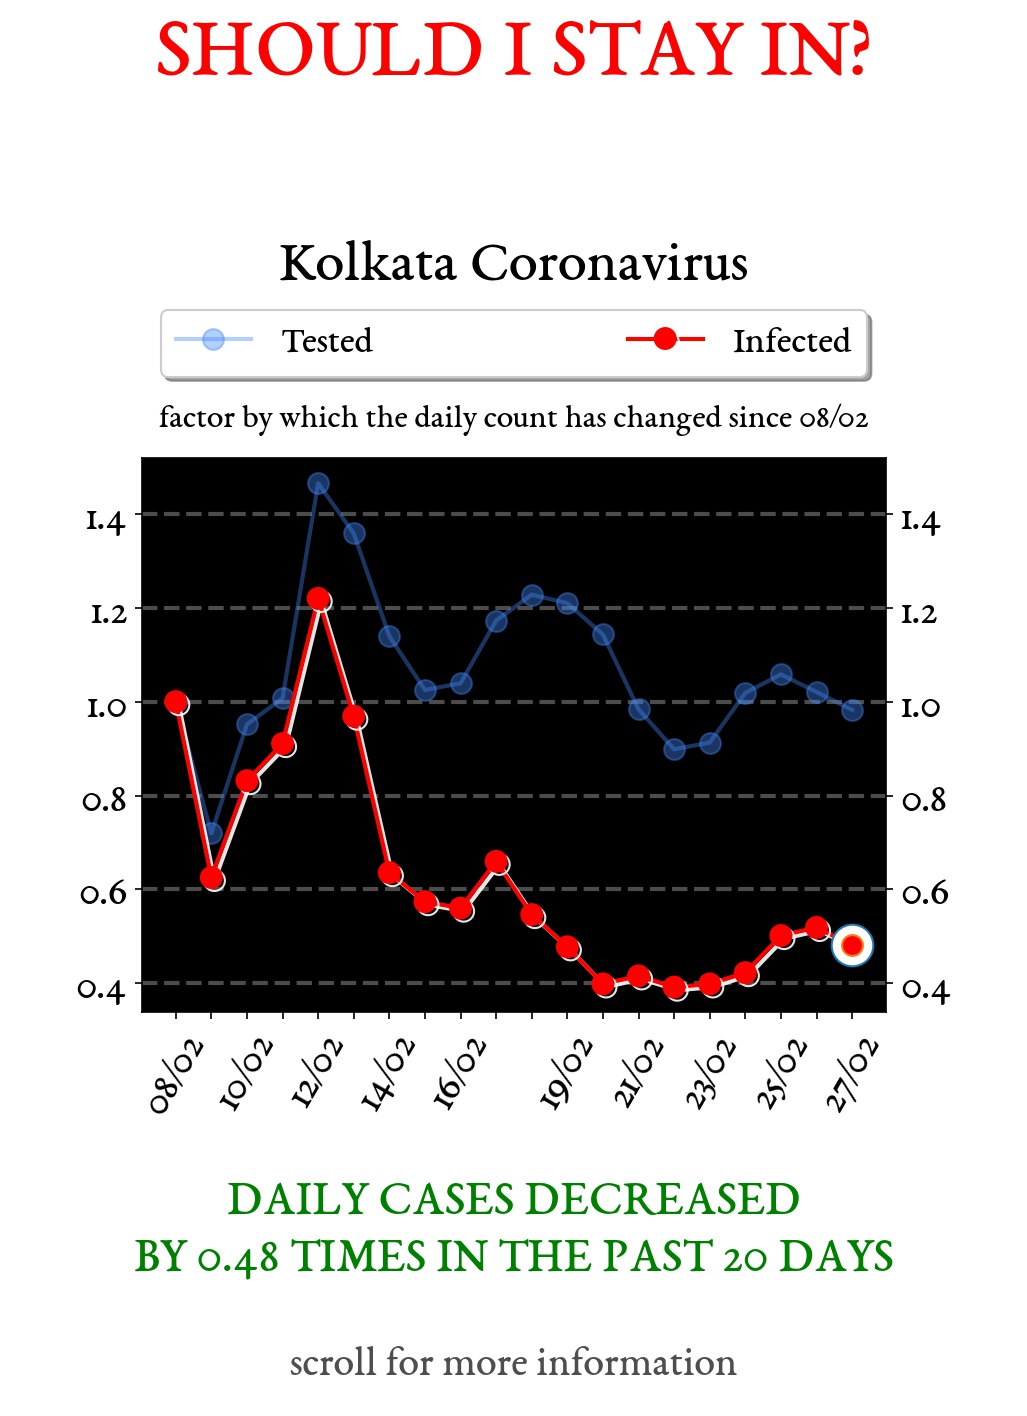 SHOULD I STAY IN?
Kolkata Coronavirus
Tested Infected
factor by which the daily count has changed since 08/02
1.4 1.4
1.2 1.2
1.0 1.0
0.8 0.8
0.6 0.6
0.4 0.4
08/02 10/02 12/02 14/02 16/02 19/02 21/02 23/02 25/02 27/02
DAILY CASES DECREASED
BY 0.48 TIMES IN THE PAST 20 DAYS
scroll for more information